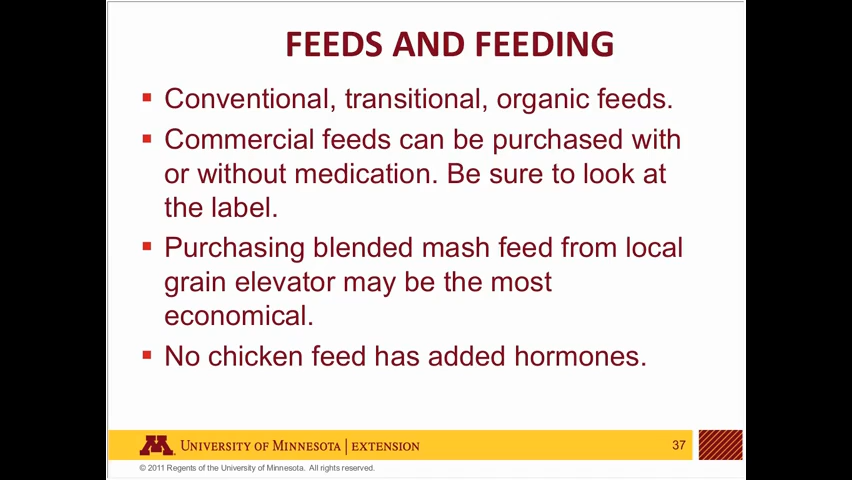 FEEDS AND FEEDING
▪ Conventional, transitional, organic feeds.
▪ Commercial feeds can be purchased with
or without medication. Be sure to look at
the label.
▪ Purchasing blended mash feed from local
grain elevator may be the most
economical.
▪ No chicken feed has added hormones.
M UNIVERSITY OF MINNESOTA | EXTENSION
37
© 2011 Regents of the University of Minnesota. All rights reserved.